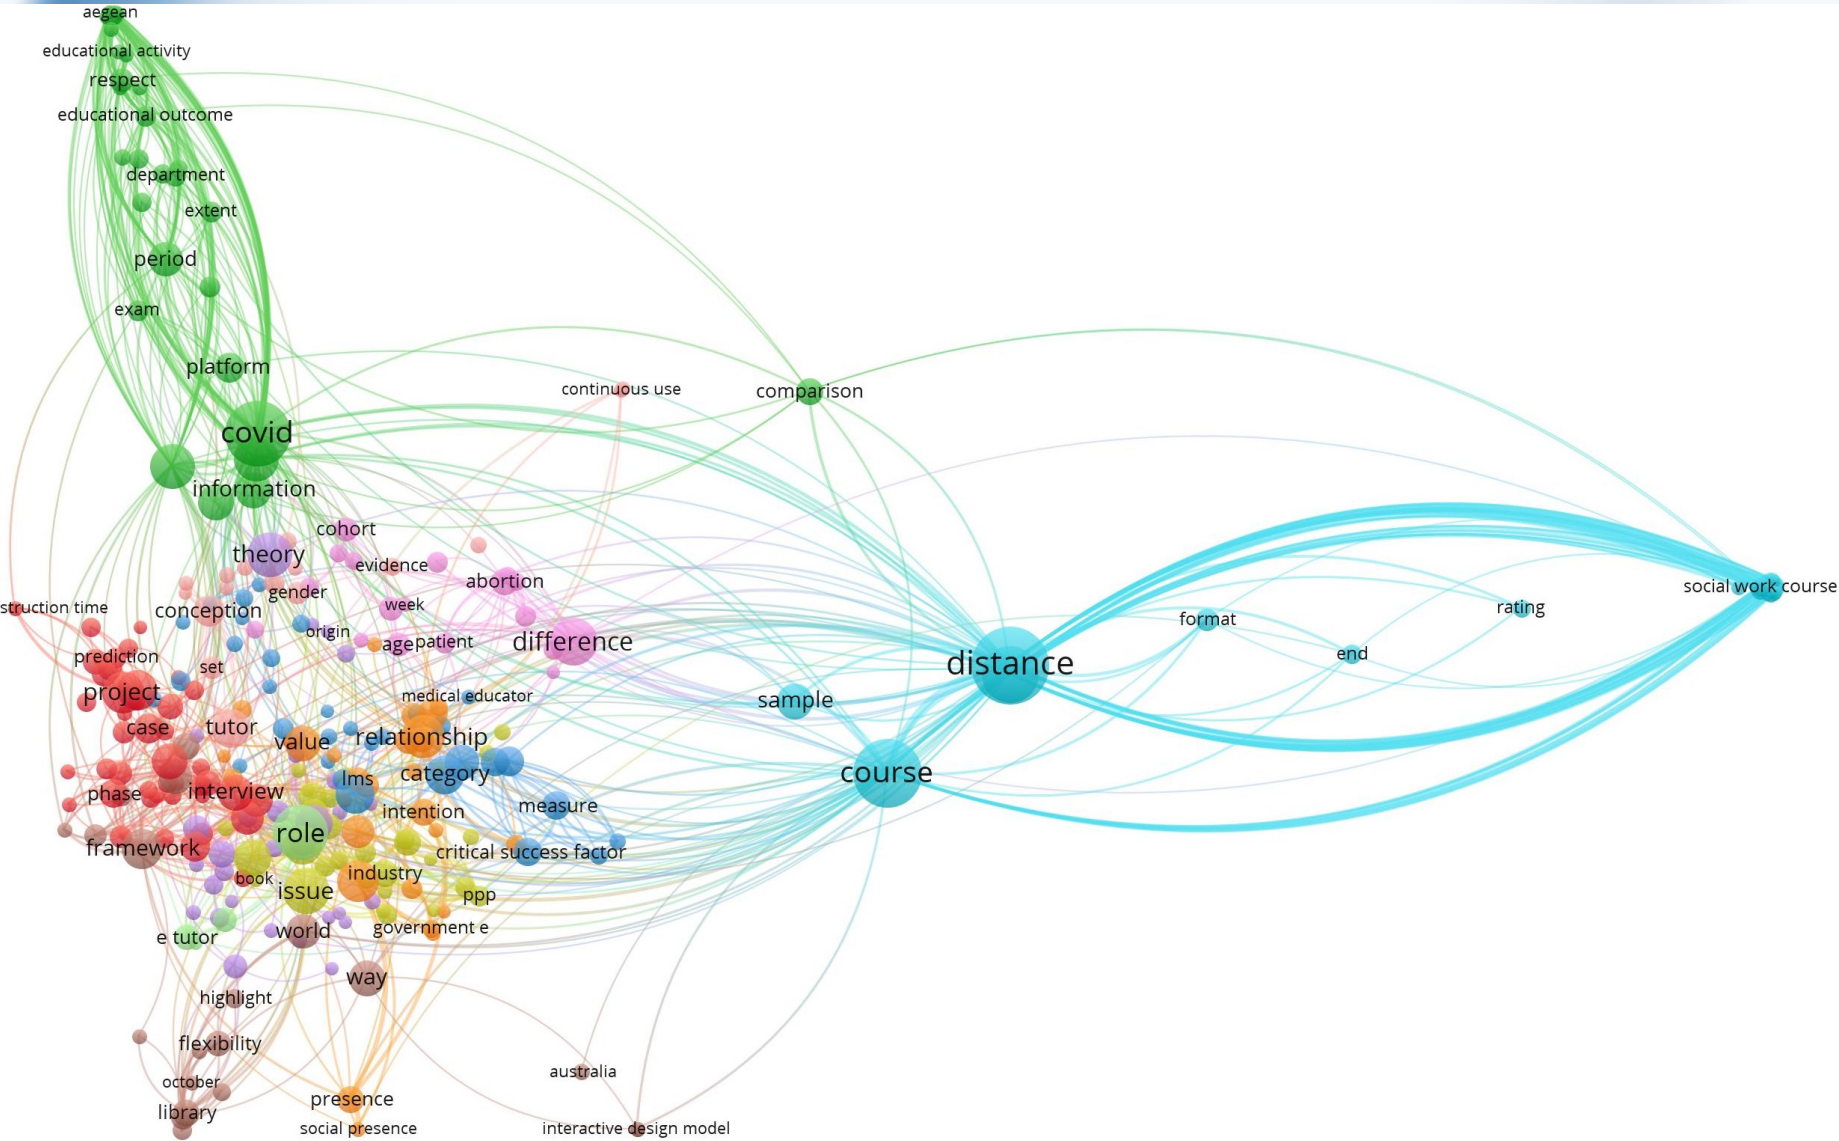 aegean
educational activity
respect
educational outcome
department
extent
period
exam
platform
continuous use
comparison
covid
information
cohort
theory
evidence
abortion
gender
social work course
conception
week
struction time
rating
format
origin
age
patient
difference
end
prediction
set
distance
project
medical educator
sample
case
tutor
value
relationship
lms
category
course
phase
interview
measure
intention
role
framework
critical success factor
industry
book
issue
ppp
government e
e tutor
world
way
highlight
flexibility
australia
october
presence
library
social presence
interactive design model